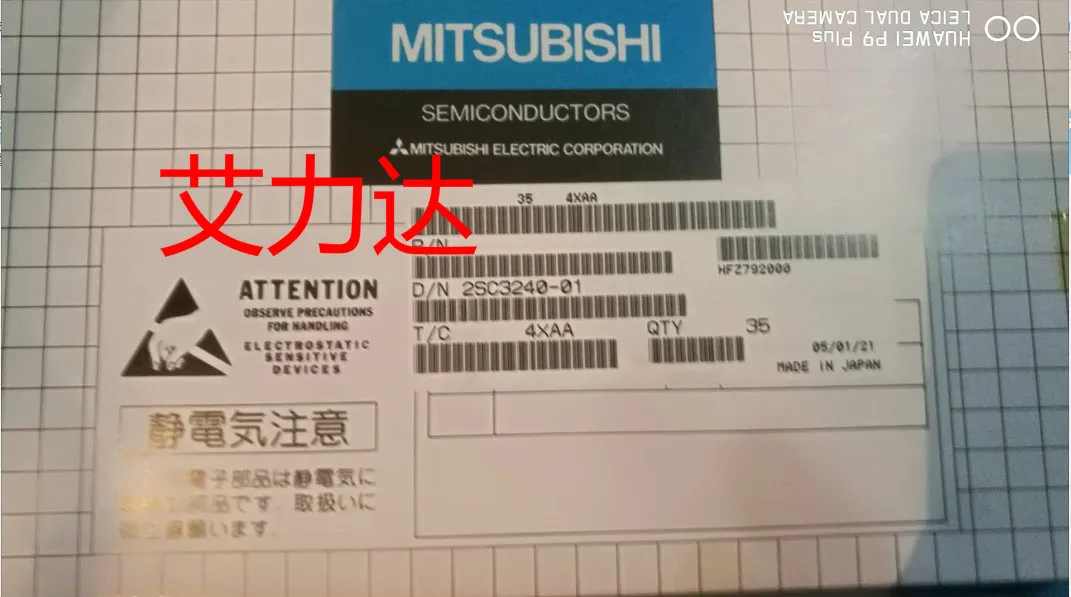 MITSUBISHI
SEMICONDUCTORS
MITSUBISHI ELECTRIC CORPORATION
HUAWEI P9 Plus
LEICA DUAL CAMERA
艾力达
35 4XAA
P/N
HFZ792000
D/N 2SC3240-01
T/C 4XAA QTY 35
05/01/21
MADE IN JAPAN
ATTENTION
OBSERVE PRECAUTIONS
FOR HANDLING
ELECTROSTATIC
SENSITIVE
DEVICES
静電気注意
電子部品は静電気に
部品です。取扱いに
願います。